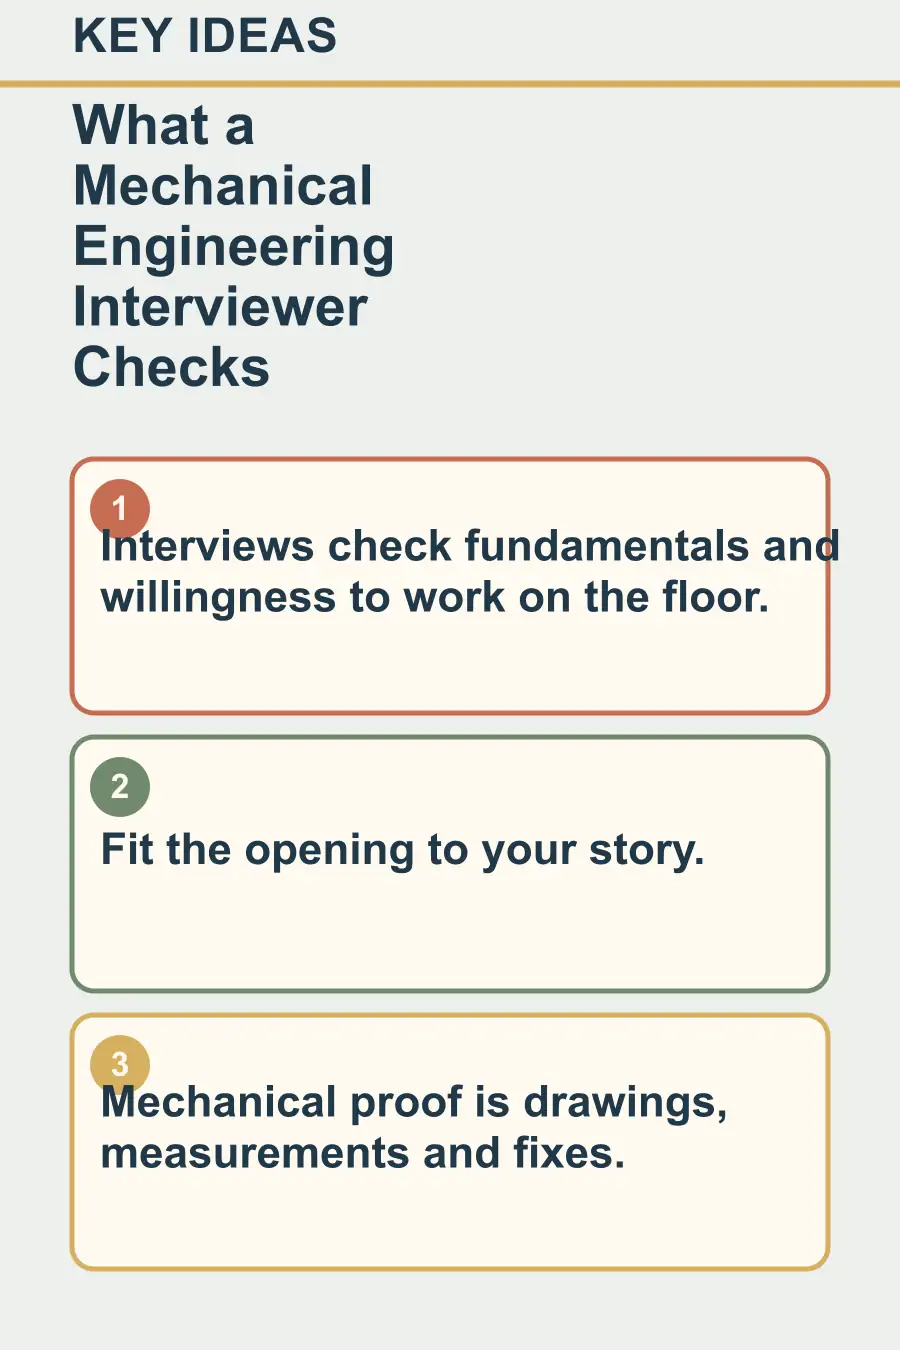 KEY IDEAS
What a
Mechanical
Engineering
Interviewer
Checks
1
Interviews check fundamentals and
willingness to work on the floor.
2
Fit the opening to your story.
3
Mechanical proof is drawings,
measurements and fixes.